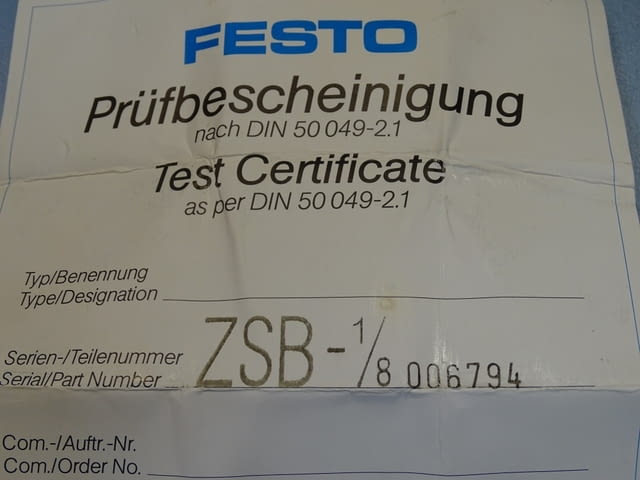 FESTO
Prüfbescheinigung
nach DIN 50 049-2.1
Test Certificate
as per DIN 50 049-2.1
Typ/Benennung
Type/Designation
Serien-/Teilenummer
Serial/Part Number
ZSB-1/8 006794
Com.-/Auftr.-Nr.
Com./Order No.